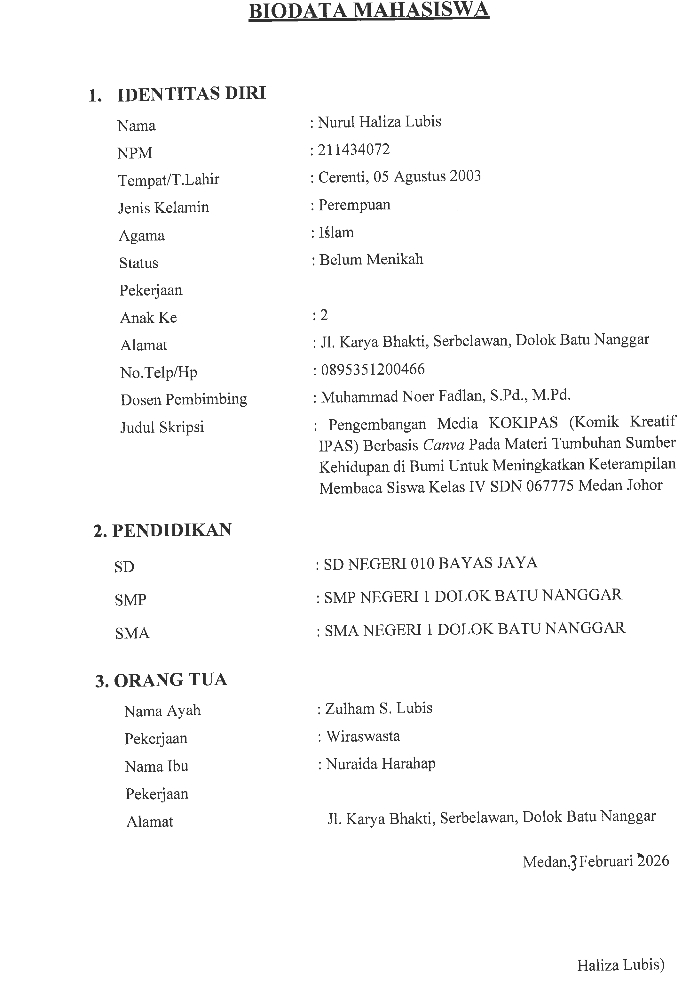 BIODATA MAHASISWA
1. IDENTITAS DIRI
Nama : Nurul Haliza Lubis
NPM : 211434072
Tempat/T.Lahir : Cerenti, 05 Agustus 2003
Jenis Kelamin : Perempuan
Agama : Islam
Status : Belum Menikah
Pekerjaan
Anak Ke : 2
Alamat : Jl. Karya Bhakti, Serbelawan, Dolok Batu Nanggar
No.Telp/Hp : 0895351200466
Dosen Pembimbing : Muhammad Noer Fadlan, S.Pd., M.Pd.
Judul Skripsi : Pengembangan Media KOKIPAS (Komik Kreatif
IPAS) Berbasis Canva Pada Materi Tumbuhan Sumber
Kehidupan di Bumi Untuk Meningkatkan Keterampilan
Membaca Siswa Kelas IV SDN 067775 Medan Johor
2. PENDIDIKAN
SD : SD NEGERI 010 BAYAS JAYA
SMP : SMP NEGERI 1 DOLOK BATU NANGGAR
SMA : SMA NEGERI 1 DOLOK BATU NANGGAR
3. ORANG TUA
Nama Ayah : Zulham S. Lubis
Pekerjaan : Wiraswasta
Nama Ibu : Nuraida Harahap
Pekerjaan
Alamat Jl. Karya Bhakti, Serbelawan, Dolok Batu Nanggar
Medan,3 Februari 2026
Haliza Lubis)